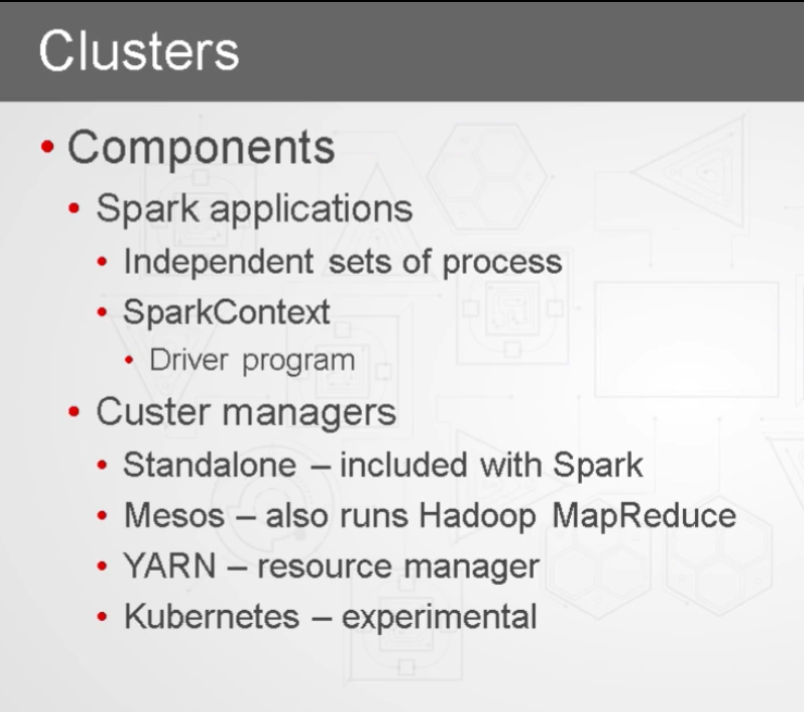 Clusters
• Components
• Spark applications
• Independent sets of process
• SparkContext
• Driver program
• Custer managers
• Standalone – included with Spark
• Mesos – also runs Hadoop MapReduce
• YARN – resource manager
• Kubernetes – experimental